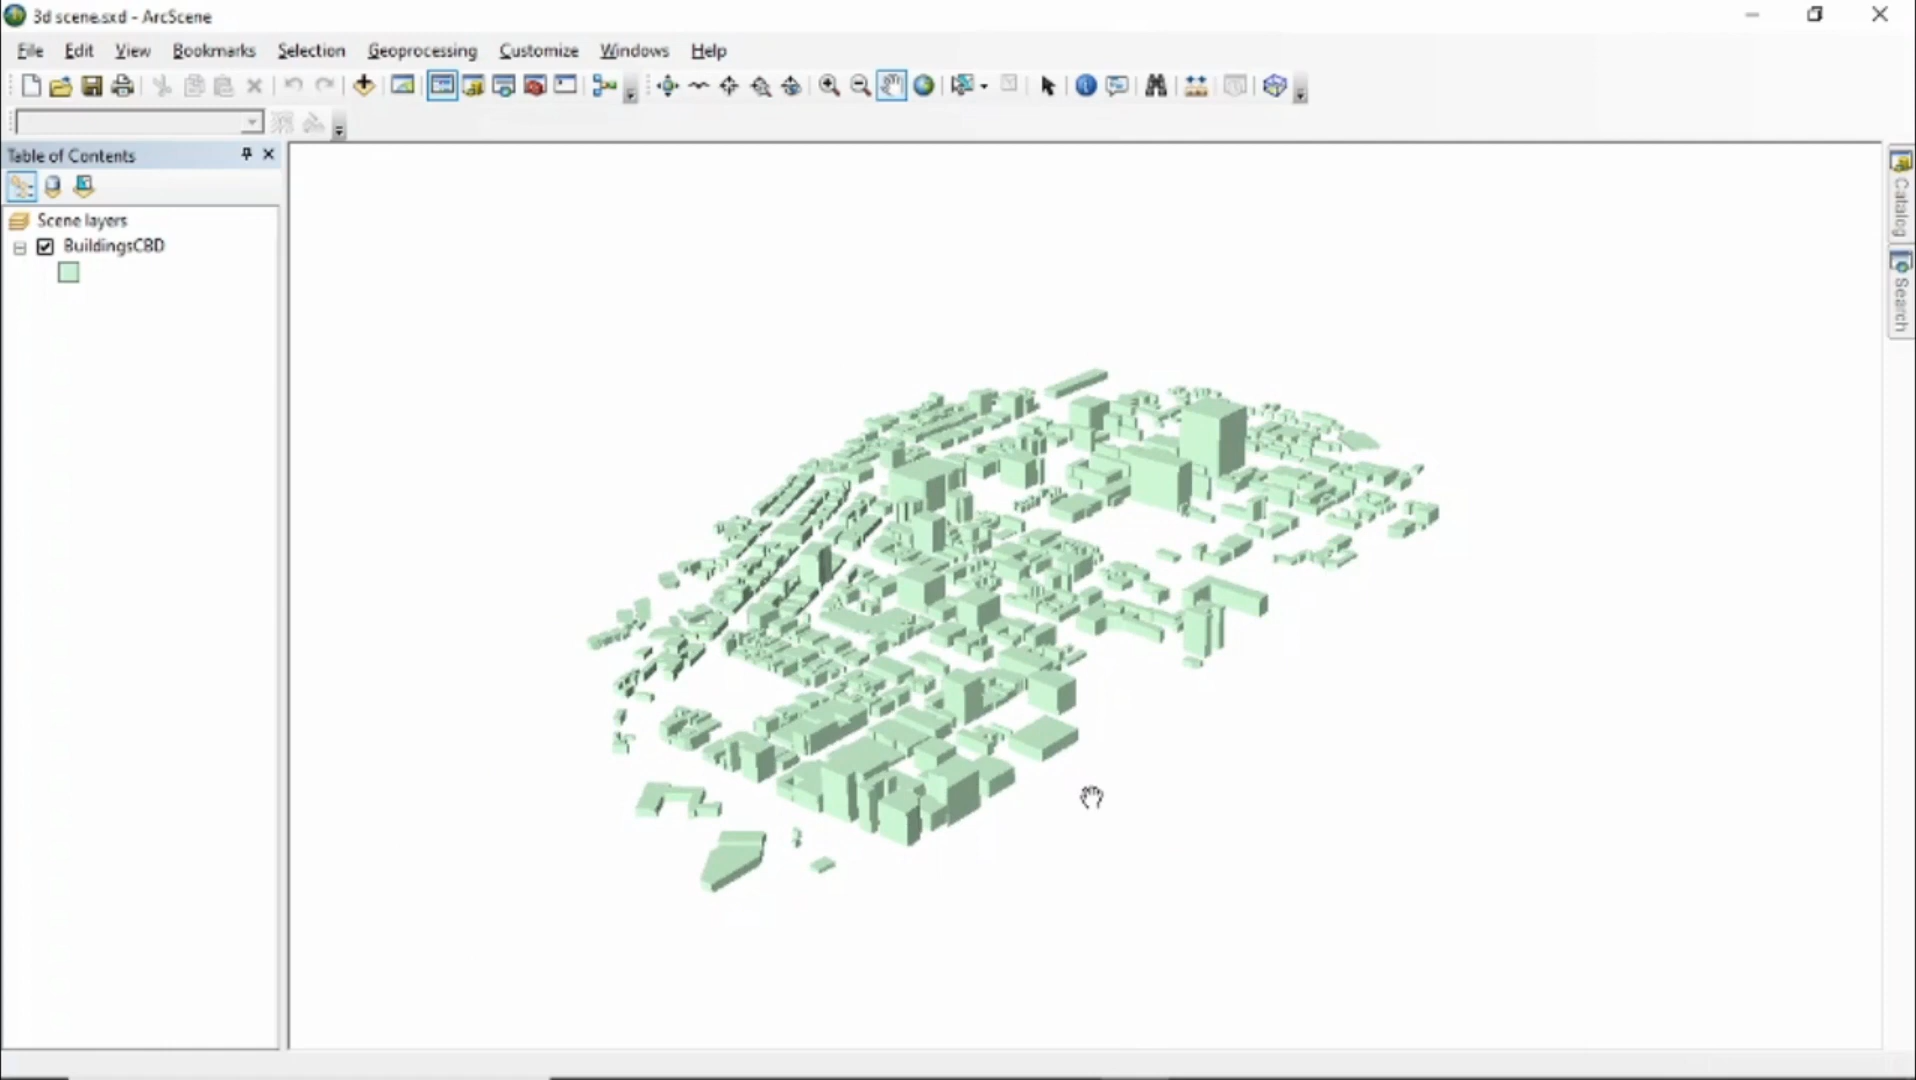 3d scene.sxd - ArcScene
File Edit View Bookmarks Selection Geoprocessing Customize Windows Help
Table of Contents
Scene layers
BuildingsCBD
Catalog
Search